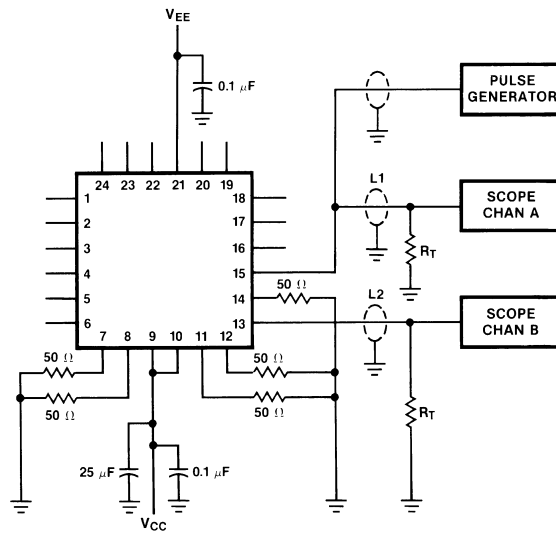 VEE
0.1 μF
PULSE
GENERATOR
24 23 22 21 20 19
L1
1 18
SCOPE
CHAN A
2 17
3 16
RT
4 15
50 Ω
L2
5 14
SCOPE
CHAN B
6 13
7 8 9 10 11 12
50 Ω
50 Ω
50 Ω
50 Ω
RT
25 μF
0.1 μF
VCC